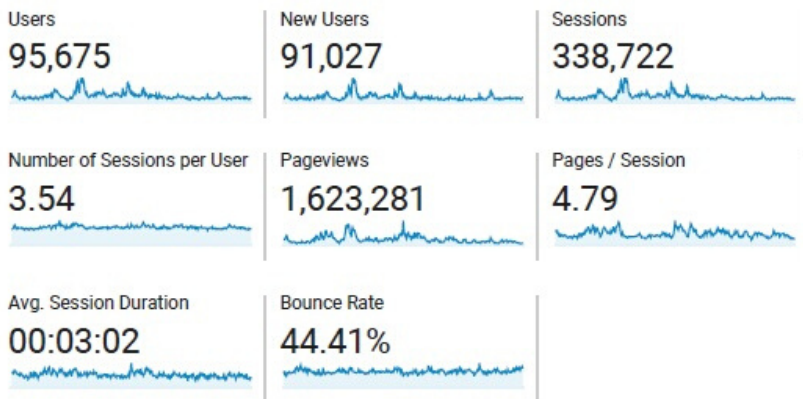 Users
95,675
New Users
91,027
Sessions
338,722
Number of Sessions per User
3.54
Pageviews
1,623,281
Pages / Session
4.79
Avg. Session Duration
00:03:02
Bounce Rate
44.41%